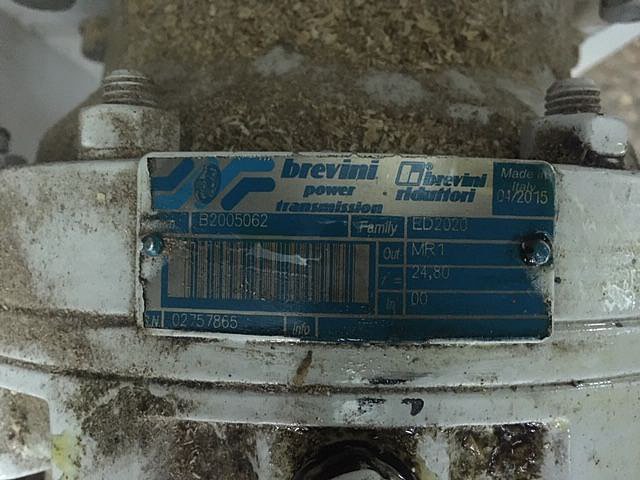 brevini
power
transmission
brevini
riduttori
Made in
Italy
04/2015
B2005062
Family
ED2020
Out
MR1
i =
24,80
In
00
S/N
02757865
Info